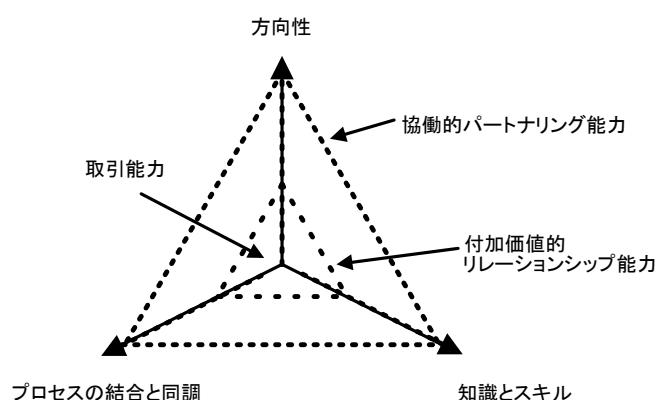 方向性
協働的パートナリング能力
取引能力
付加価値的
リレーションシップ能力
プロセスの結合と同調
知識とスキル